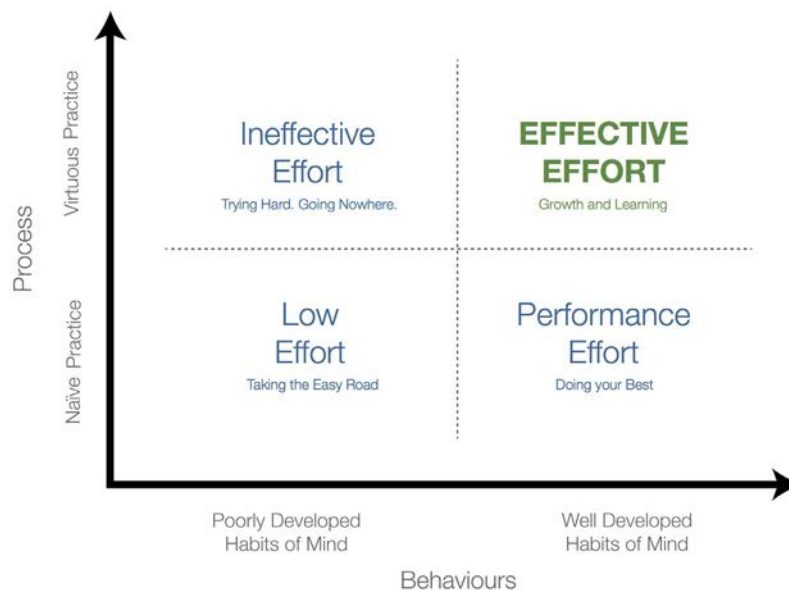 Process
Virtuous Practice
Naïve Practice
Ineffective
Effort
Trying Hard. Going Nowhere.
EFFECTIVE
EFFORT
Growth and Learning
Low
Effort
Taking the Easy Road
Performance
Effort
Doing your Best
Poorly Developed
Habits of Mind
Well Developed
Habits of Mind
Behaviours